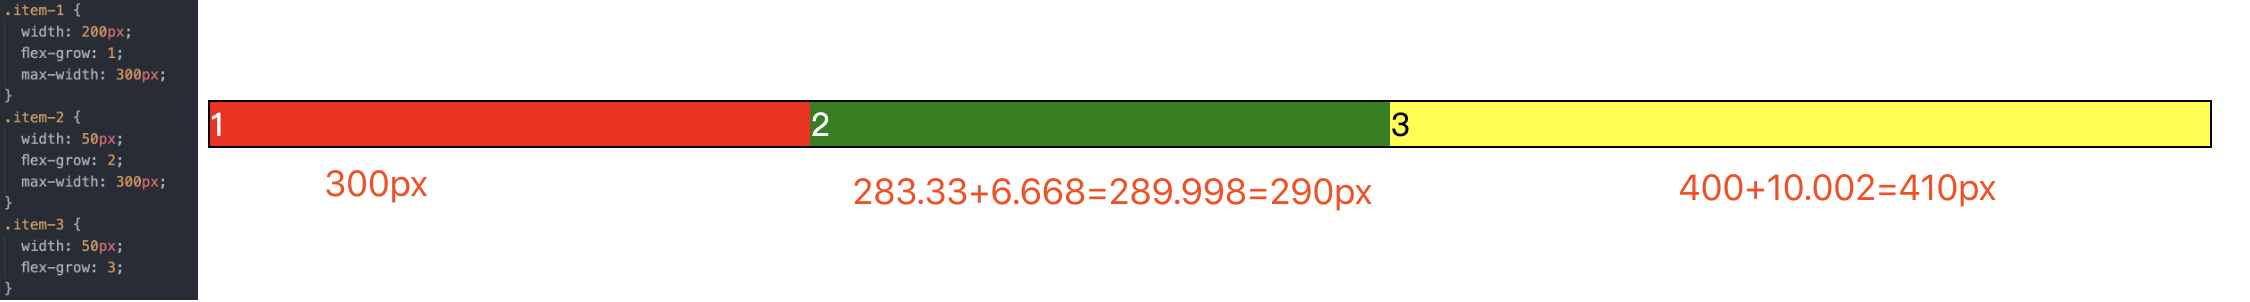 .item-1 {
  width: 200px;
  flex-grow: 1;
  max-width: 300px;
}
.item-2 {
  width: 50px;
  flex-grow: 2;
  max-width: 300px;
}
.item-3 {
  width: 50px;
  flex-grow: 3;
}
1 2 3
300px 283.33+6.668=289.998=290px 400+10.002=410px